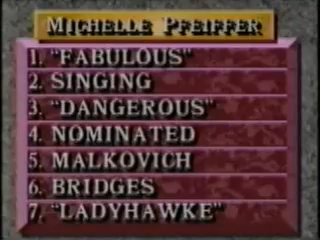 MICHELLE PFEIFFER
1. "FABULOUS"
2. SINGING
3. "DANGEROUS"
4. NOMINATED
5. MALKOVICH
6. BRIDGES
7. "LADYHAWKE"